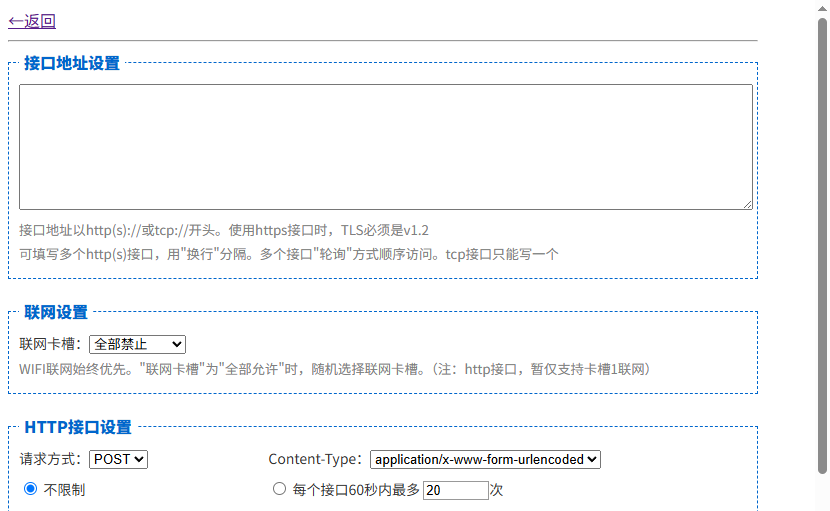 ←返回
接口地址设置
接口地址以http(s)://或tcp://开头。使用https接口时，TLS必须是v1.2
可填写多个http(s)接口，用"换行"分隔。多个接口"轮询"方式顺序访问。tcp接口只能写一个
联网设置
联网卡槽：全部禁止
WIFI联网始终优先。"联网卡槽"为"全部允许"时，随机选择联网卡槽。（注：http接口，暂仅支持卡槽1联网）
HTTP接口设置
请求方式：POST Content-Type：application/x-www-form-urlencoded
不限制 每个接口60秒内最多 20 次